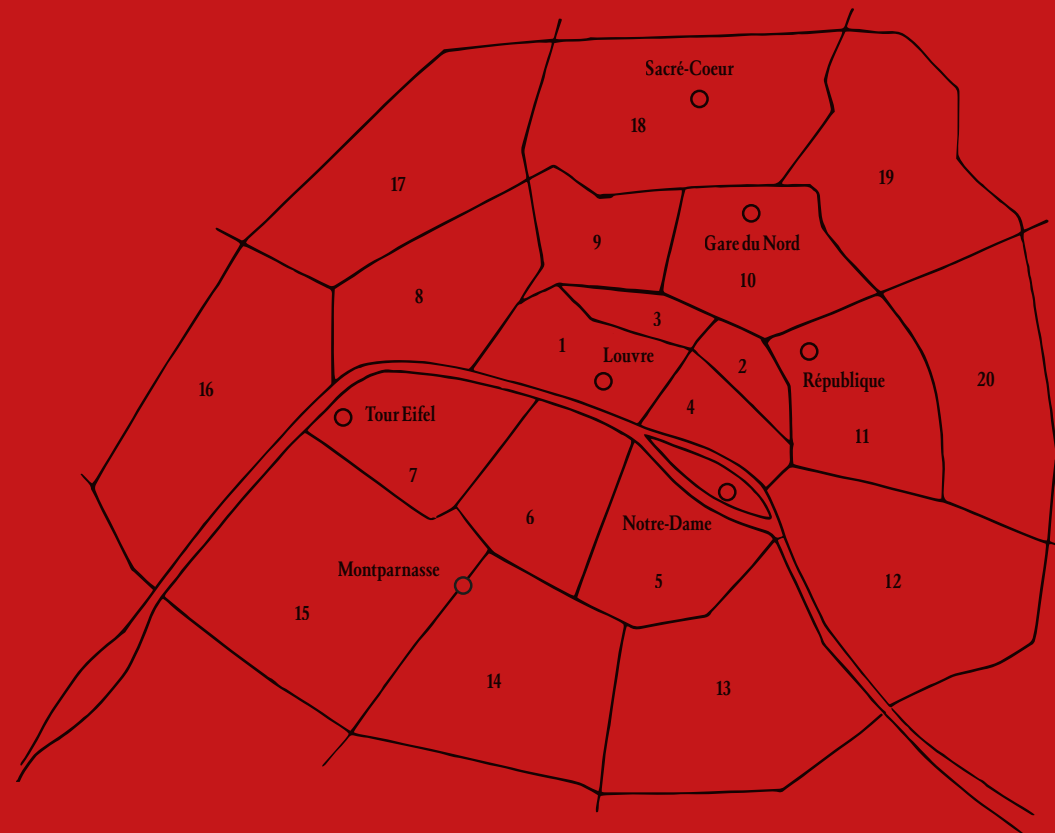 Sacré-Coeur
18
17
19
9
Gare du Nord
10
8
3
1
Louvre
2
République
20
16
4
Tour Eifel
11
7
6
Notre-Dame
Montparnasse
5
12
15
14
13